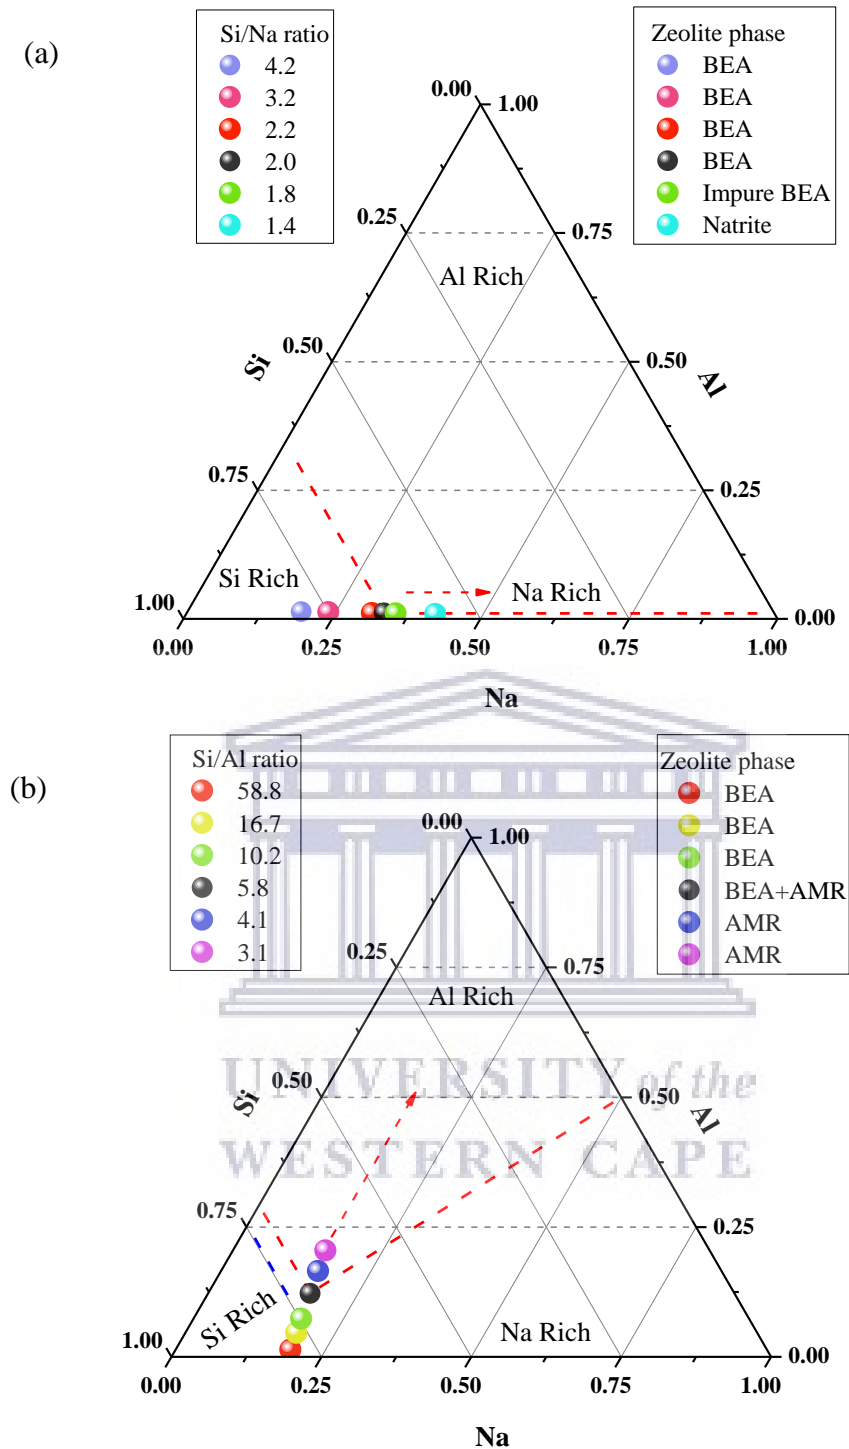 (a)
Si/Na ratio
4.2
3.2
2.2
2.0
1.8
1.4
Zeolite phase
BEA
BEA
BEA
BEA
Impure BEA
Natrite
0.00 1.00
0.25 0.75
Al Rich
0.50 0.50
Si Al
0.75 0.25
Si Rich Na Rich
1.00 0.00
0.00 0.25 0.50 0.75 1.00
Na
(b)
Si/Al ratio
58.8
16.7
10.2
5.8
4.1
3.1
Zeolite phase
BEA
BEA
BEA
BEA+AMR
AMR
AMR
0.00 1.00
0.25 0.75
Al Rich
UNIVERSITY of the
0.50 0.50
Si Al
WESTERN CAPE
0.75 0.25
Si Rich Na Rich
1.00 0.00
0.00 0.25 0.50 0.75 1.00
Na